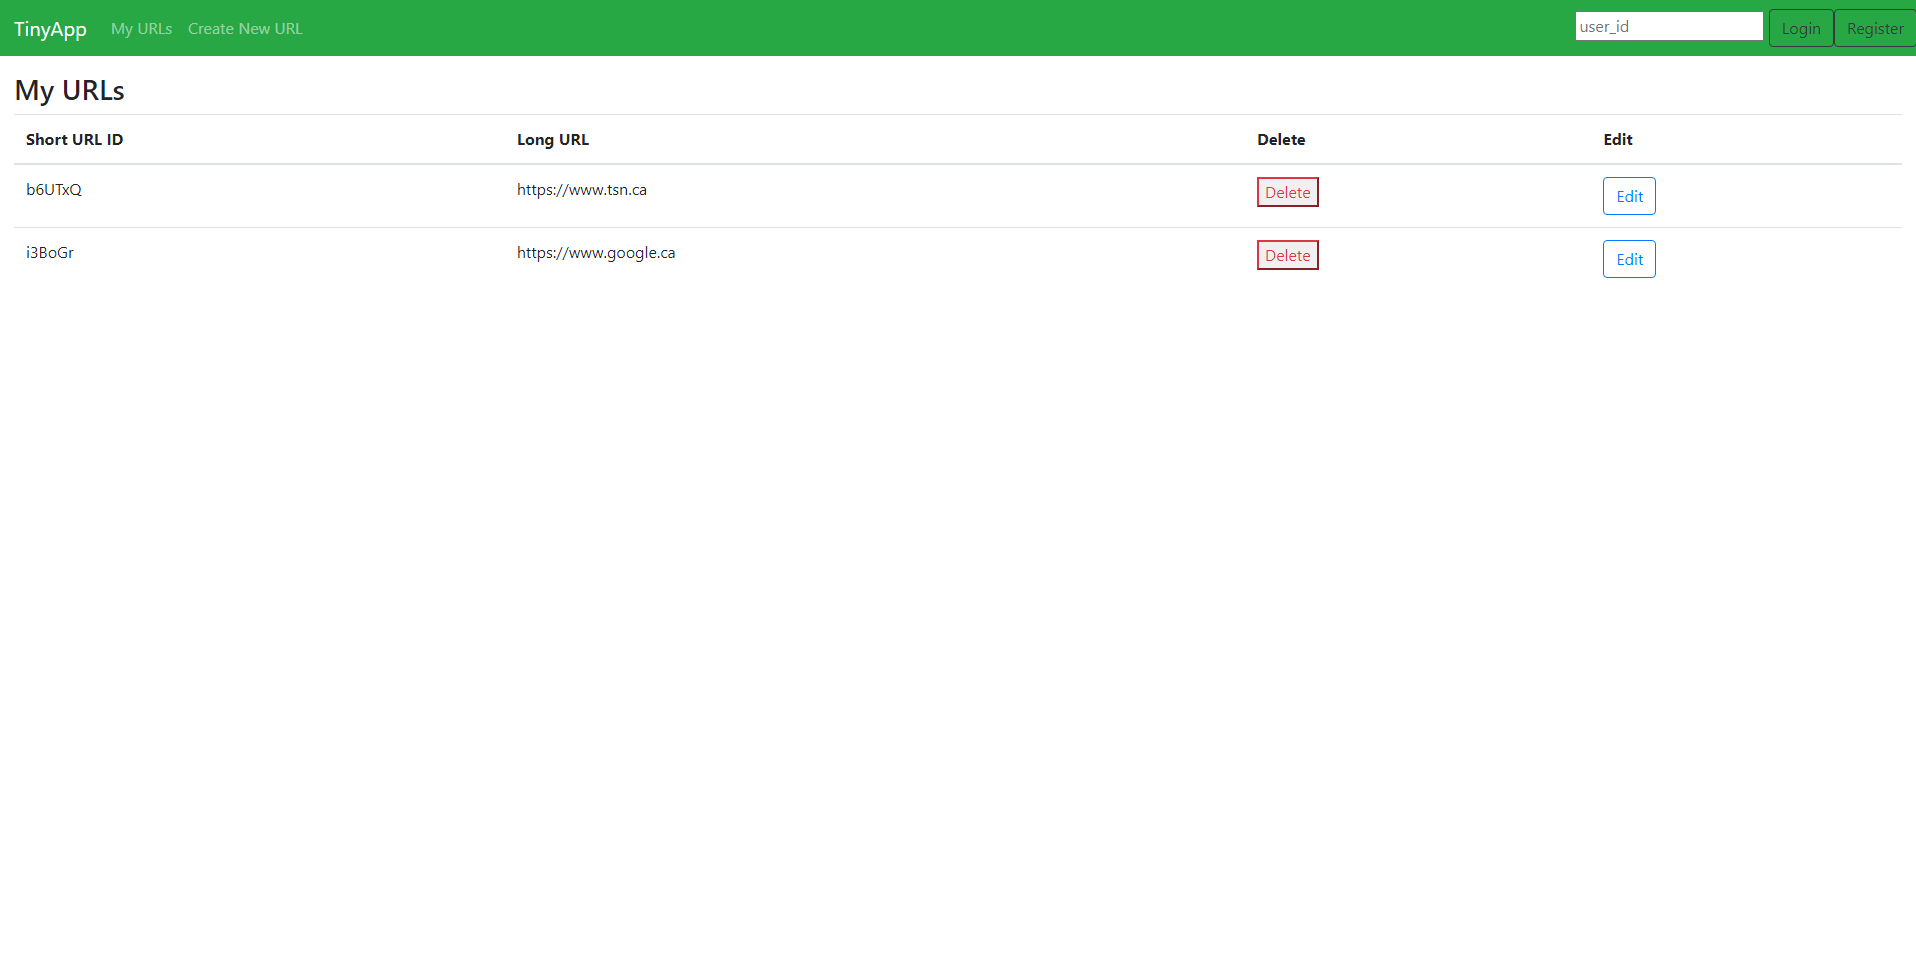 TinyApp My URLs Create New URL user_id Login Register
My URLs
Short URL ID Long URL Delete Edit
b6UTxQ https://www.tsn.ca Delete Edit
i3BoGr https://www.google.ca Delete Edit